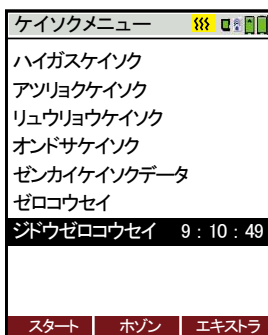 ケイソクメニュー
ハイガスケイソク
アツリョクケイソク
リュウリョウケイソク
オンドサケイソク
ゼンカイケイソクデータ
ゼロコウセイ
ジドウゼロコウセイ 9 : 10 : 49
スタート ホゾン エキストラ